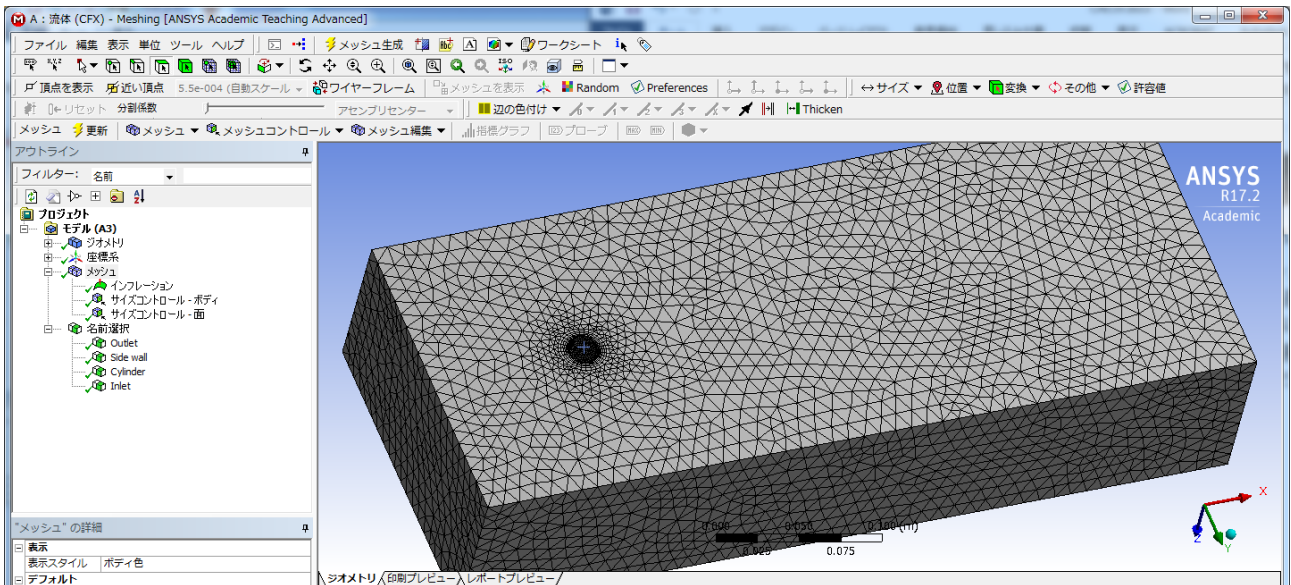 A : 流体 (CFX) - Meshing [ANSYS Academic Teaching Advanced]
ファイル 編集 表示 単位 ツール ヘルプ メッシュ生成 ワークシート
頂点を表示 近い頂点 5.5e-004 (自動スケール ワイヤーフレーム メッシュを表示 Random Preferences サイズ 位置 変換 その他 許容値
リセット 分割係数 アセンブリセンター 辺の色付け Thicken
メッシュ 更新 メッシュ メッシュコントロール メッシュ編集 指標グラフ プローブ
アウトライン
フィルター: 名前
プロジェクト
モデル (A3)
ジオメトリ
座標系
メッシュ
インフレーション
サイズコントロール - ボディ
サイズコントロール - 面
名前選択
Outlet
Side wall
Cylinder
Inlet
ANSYS
R17.2
Academic
0.000 0.050 0.100 (m)
0.025 0.075
X
Y
Z
"メッシュ" の詳細
表示
表示スタイル ボディ色
デフォルト
ジオメトリ 印刷プレビュー レポートプレビュー